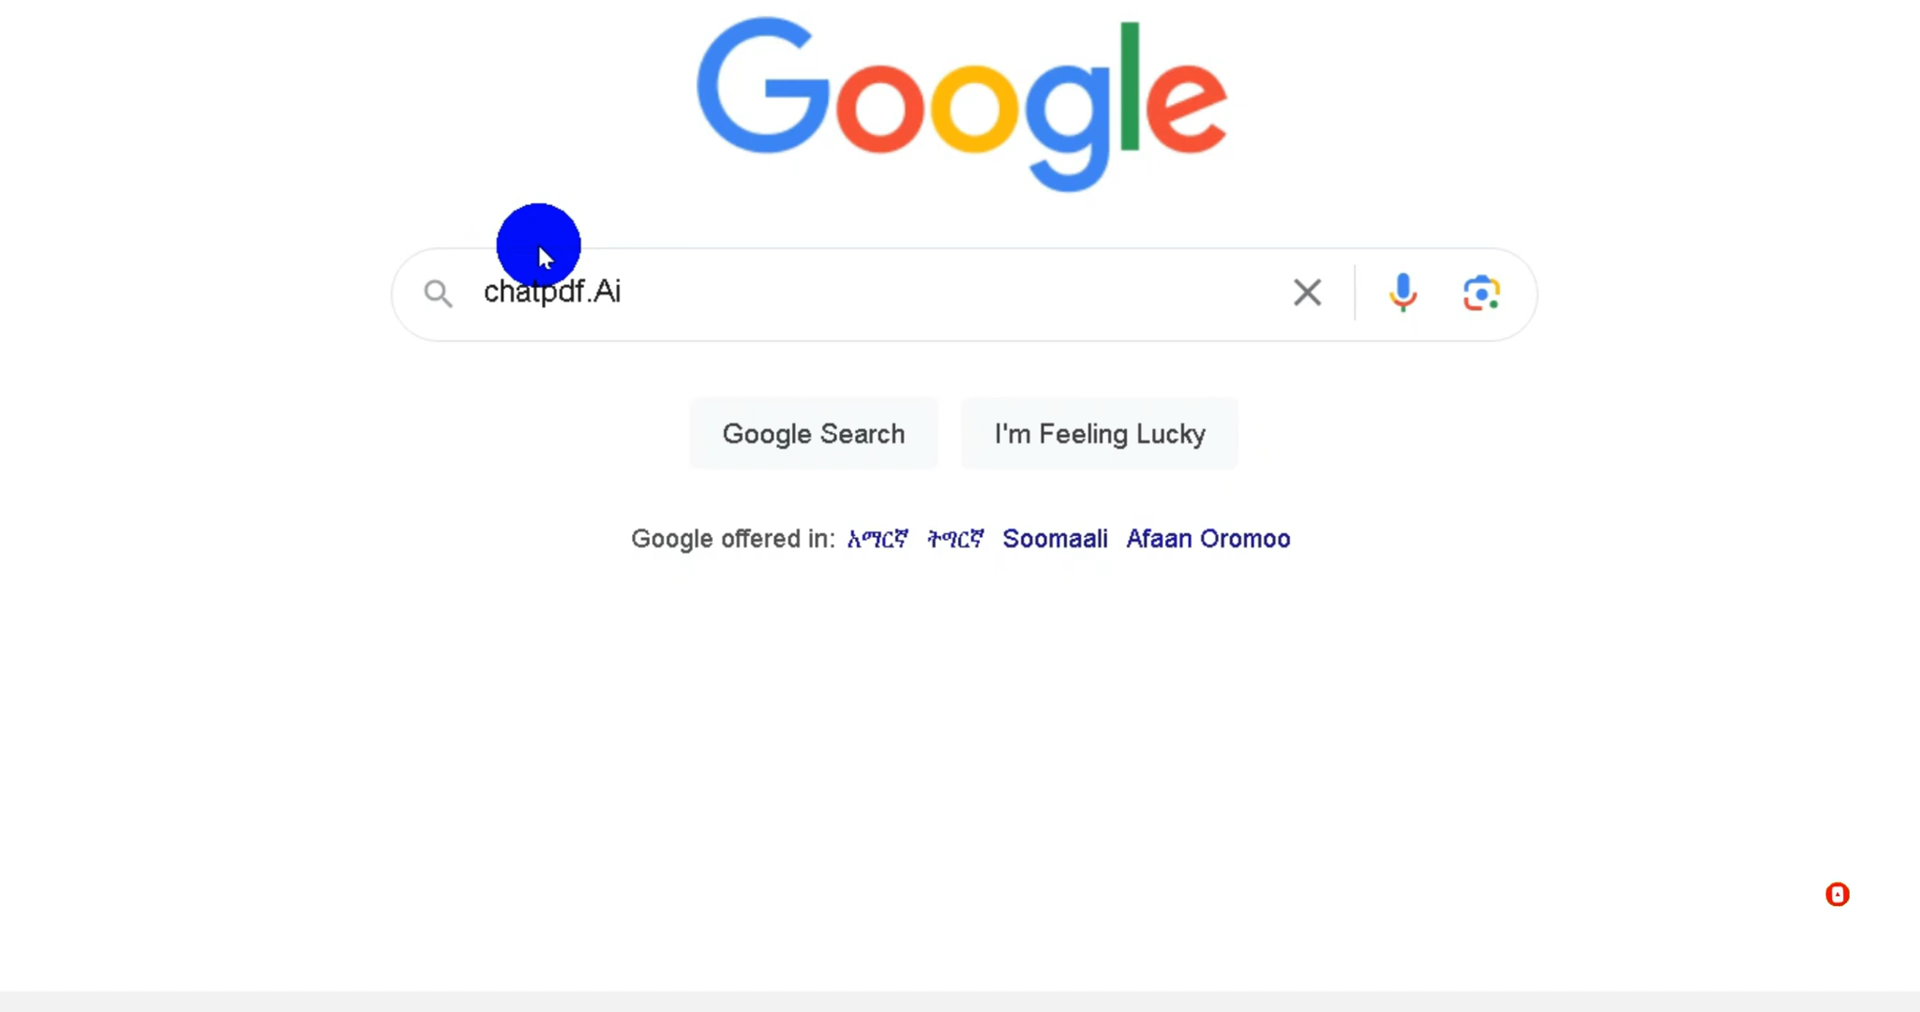 Google
chatpdf.Ai
Google Search
I'm Feeling Lucky
Google offered in: አማርኛ ትግርኛ Soomaali Afaan Oromoo